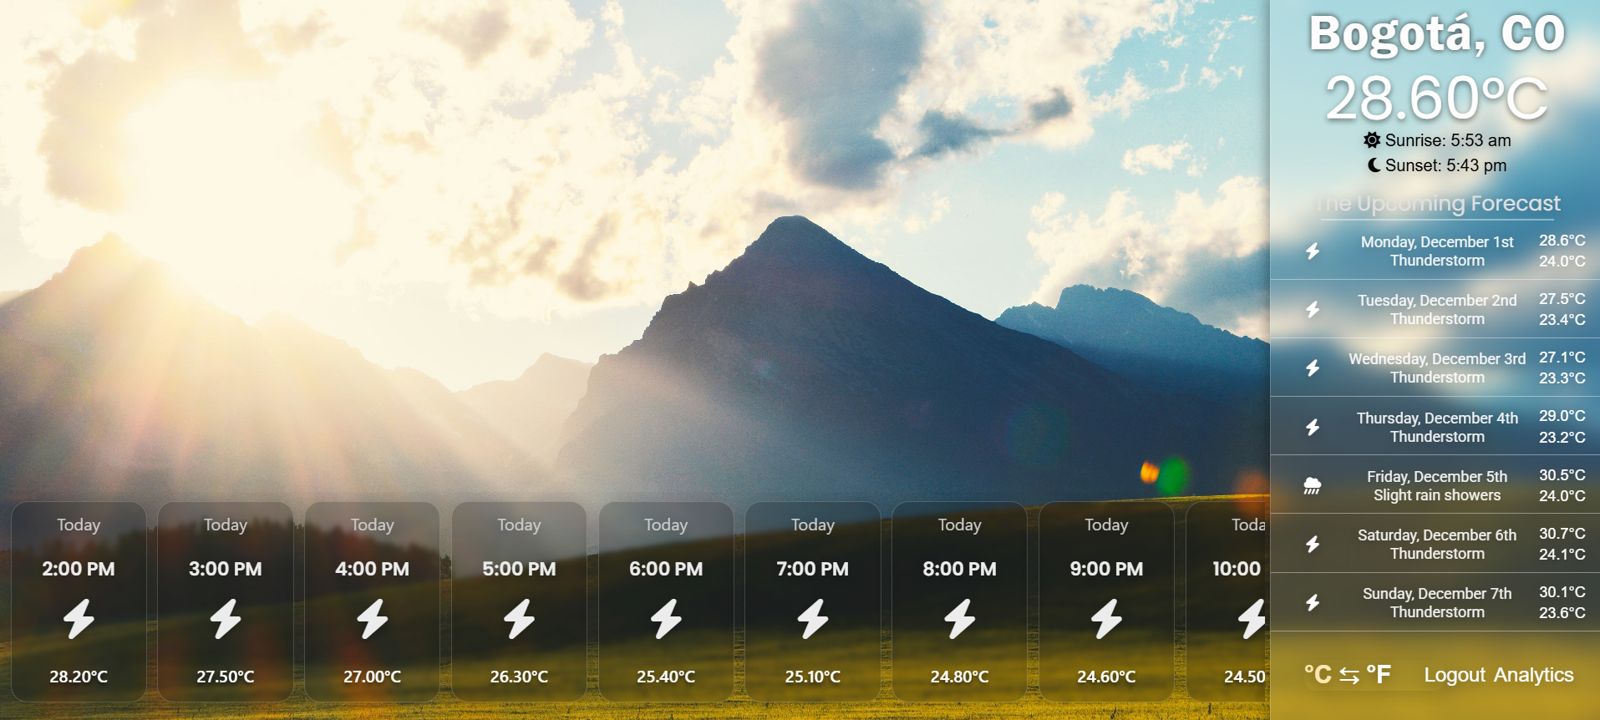 Bogotá, CO
28.60°C
Sunrise: 5:53 am
Sunset: 5:43 pm
The Upcoming Forecast
Monday, December 1st
Thunderstorm
28.6°C
24.0°C
Tuesday, December 2nd
Thunderstorm
27.5°C
23.4°C
Wednesday, December 3rd
Thunderstorm
27.1°C
23.3°C
Thursday, December 4th
Thunderstorm
29.0°C
23.2°C
Friday, December 5th
Slight rain showers
30.5°C
24.0°C
Saturday, December 6th
Thunderstorm
30.7°C
24.1°C
Sunday, December 7th
Thunderstorm
30.1°C
23.6°C
°C ⇆ °F Logout Analytics
Today
2:00 PM
28.20°C
Today
3:00 PM
27.50°C
Today
4:00 PM
27.00°C
Today
5:00 PM
26.30°C
Today
6:00 PM
25.40°C
Today
7:00 PM
25.10°C
Today
8:00 PM
24.80°C
Today
9:00 PM
24.60°C
Toda
10:00
24.50